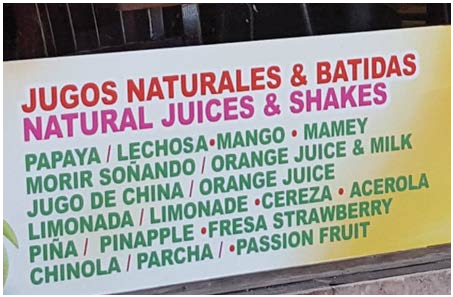 JUGOS NATURALES & BATIDAS
NATURAL JUICES & SHAKES
PAPAYA / LECHOSA•MANGO • MAMEY
MORIR SOÑANDO / ORANGE JUICE & MILK
JUGO DE CHINA / ORANGE JUICE
LIMONADA / LIMONADE •CEREZA • ACEROLA
PIÑA / PINAPPLE •FRESA STRAWBERRY
CHINOLA / PARCHA / •PASSION FRUIT